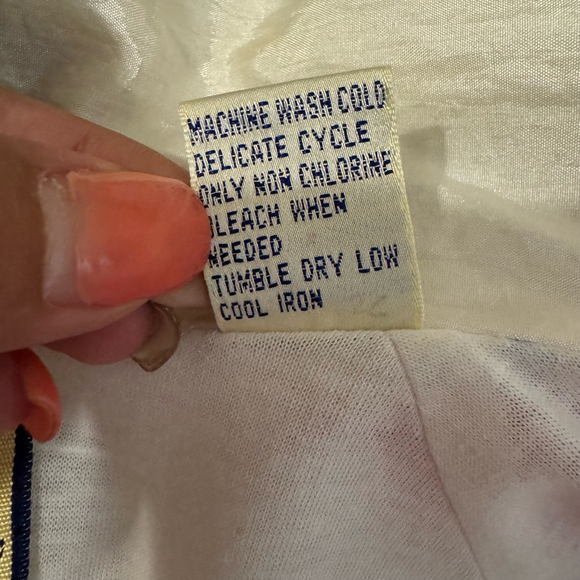 MACHINE WASH COLD
DELICATE CYCLE
ONLY NON CHLORINE
BLEACH WHEN
NEEDED
TUMBLE DRY LOW
COOL IRON